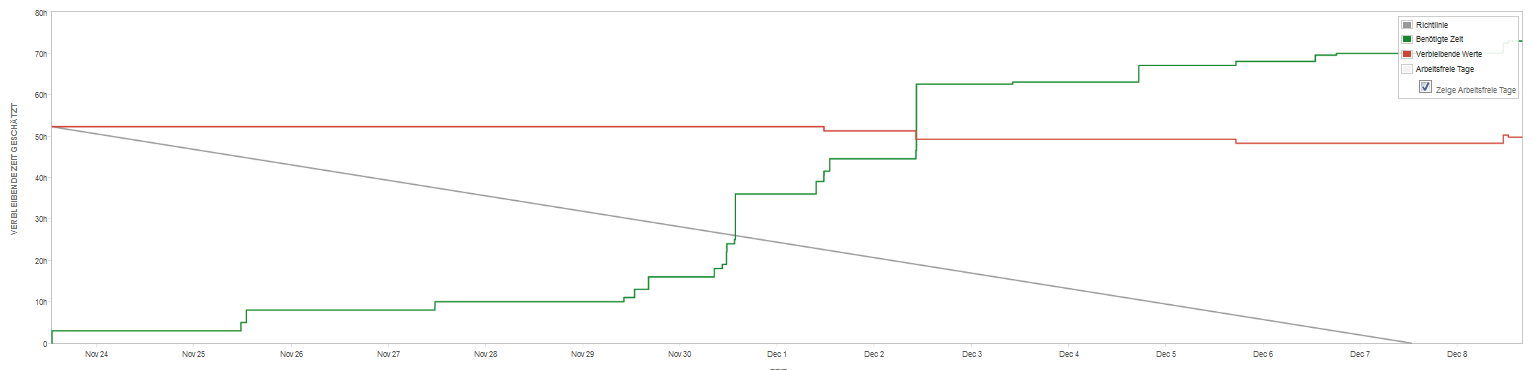 80h
70h
60h
50h
40h
30h
20h
10h
0
VERBLEIBENDE ZEIT GESCHÄTZT
Richtlinie
Benötigte Zeit
Verbleibende Werte
Arbeitsfreie Tage
Zeige Arbeitsfreie Tage
Nov 24 Nov 25 Nov 26 Nov 27 Nov 28 Nov 29 Nov 30 Dec 1 Dec 2 Dec 3 Dec 4 Dec 5 Dec 6 Dec 7 Dec 8